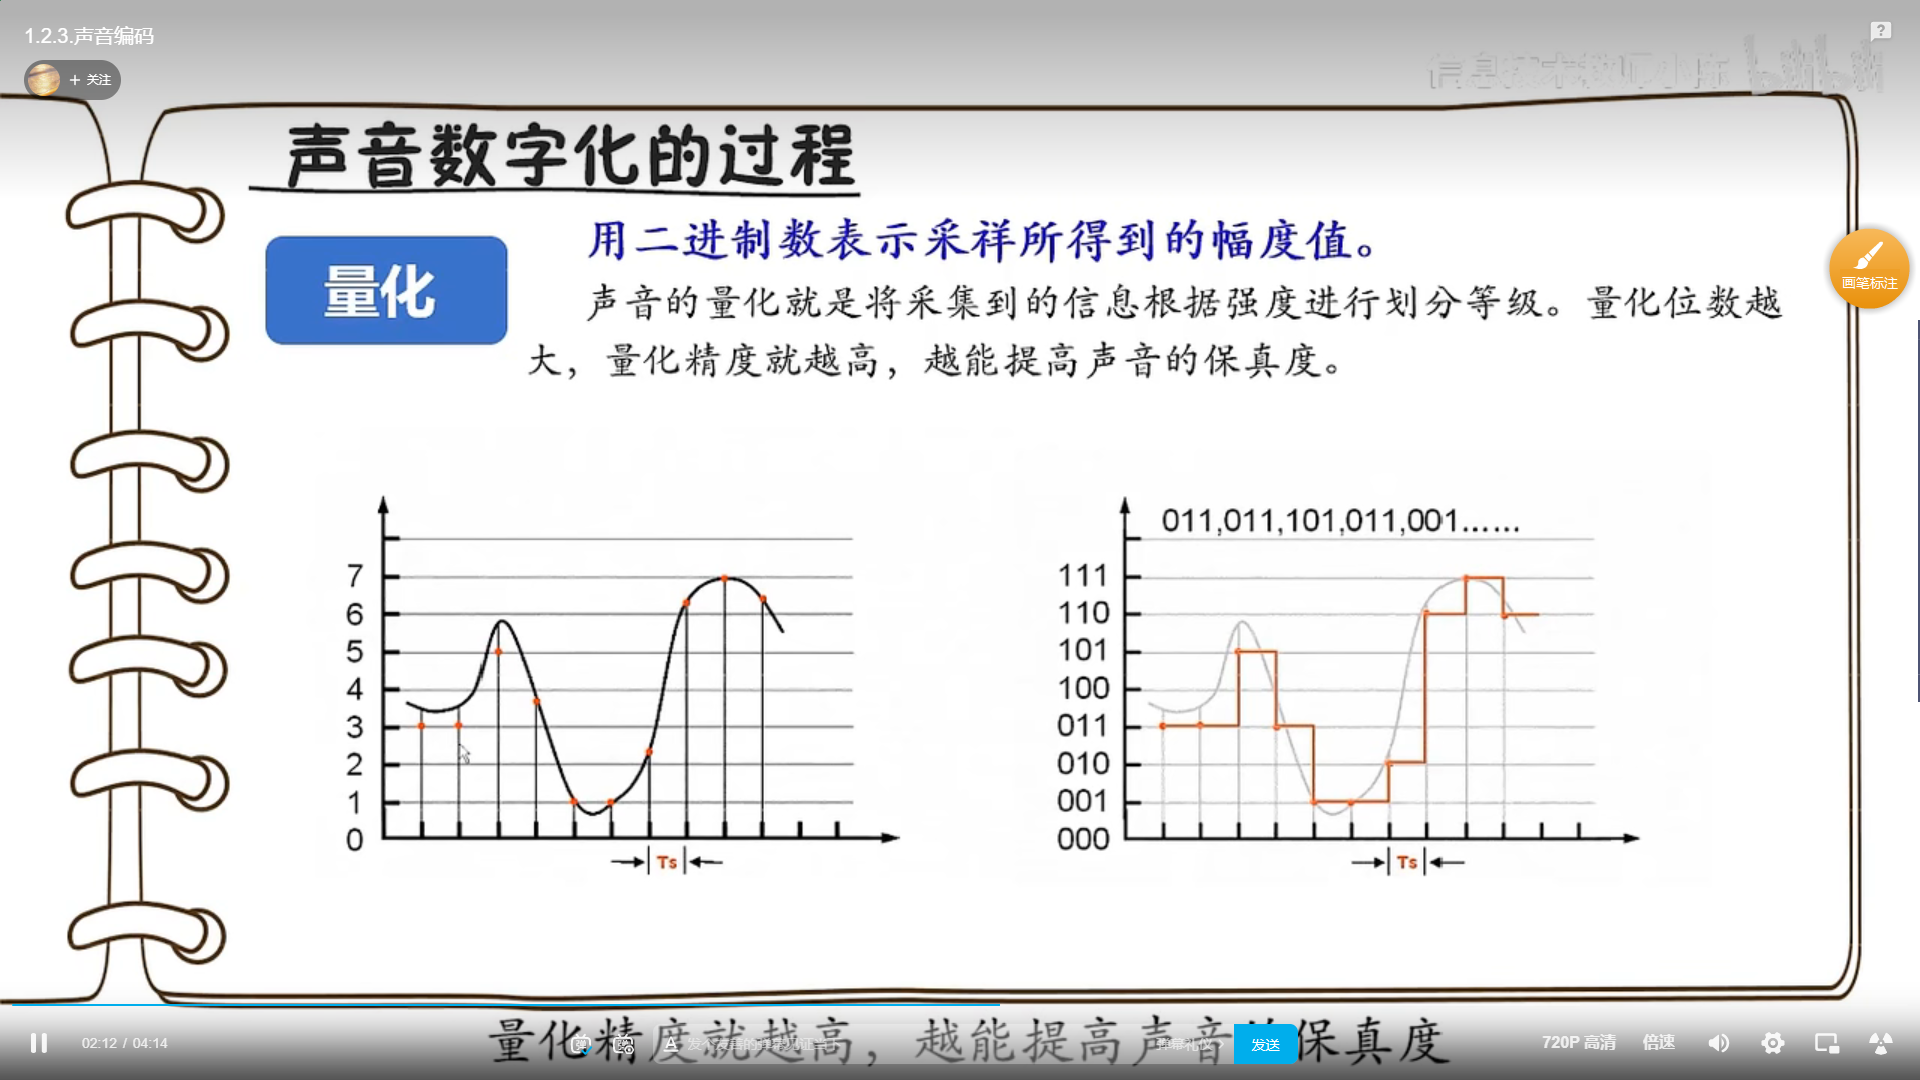 1.2.3.声音编码
+ 关注
声音数字化的过程
量化
用二进制数表示采祥所得到的幅度值。
声音的量化就是将采集到的信息根据强度进行划分等级。量化位数越
大，量化精度就越高，越能提高声音的保真度。
画笔标注
7
6
5
4
3
2
1
0
Ts
011,011,101,011,001......
111
110
101
100
011
010
001
000
Ts
量化精度就越高，越能提高声音的保真度
02:12 / 04:14
发送
720P 高清
倍速